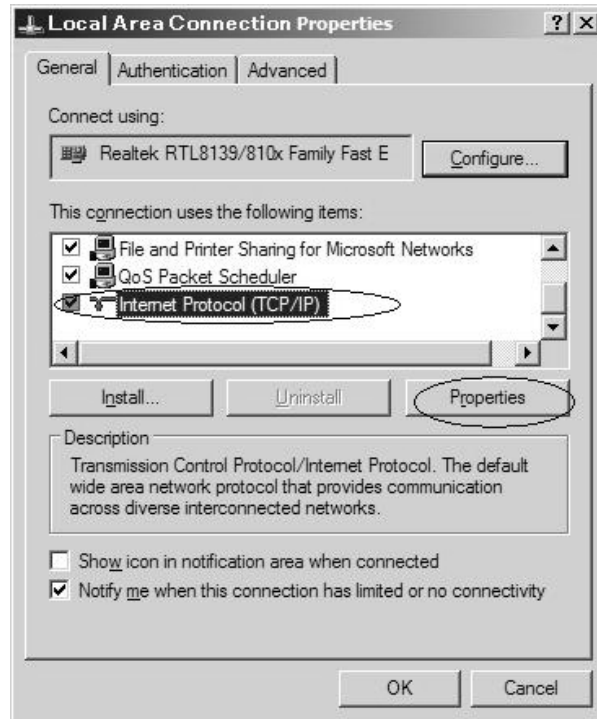 Local Area Connection Properties
General Authentication Advanced
Connect using:
Realtek RTL8139/810x Family Fast E
Configure...
This connection uses the following items:
File and Printer Sharing for Microsoft Networks
QoS Packet Scheduler
Internet Protocol (TCP/IP)
Install... Uninstall Properties
Description
Transmission Control Protocol/Internet Protocol. The default
wide area network protocol that provides communication
across diverse interconnected networks.
Show icon in notification area when connected
Notify me when this connection has limited or no connectivity
OK Cancel